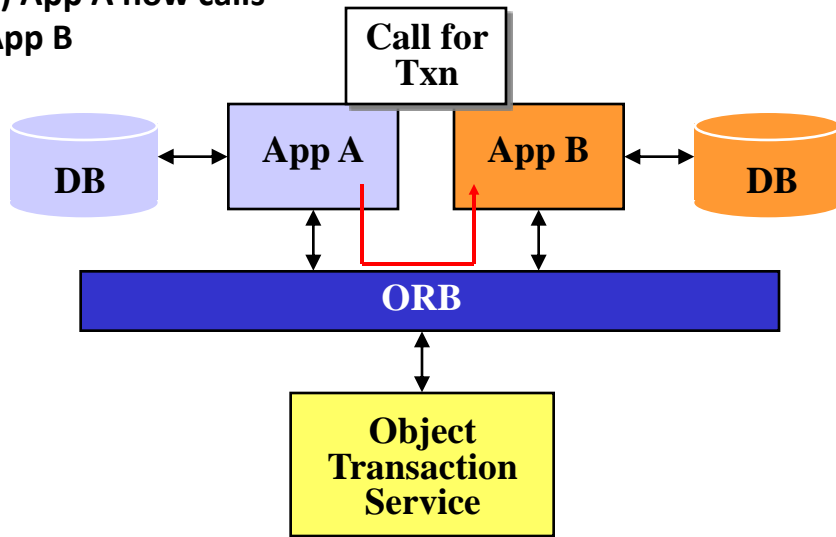 ) App A now calls
App B
Call for
Txn
DB
App A
App B
DB
ORB
Object
Transaction
Service